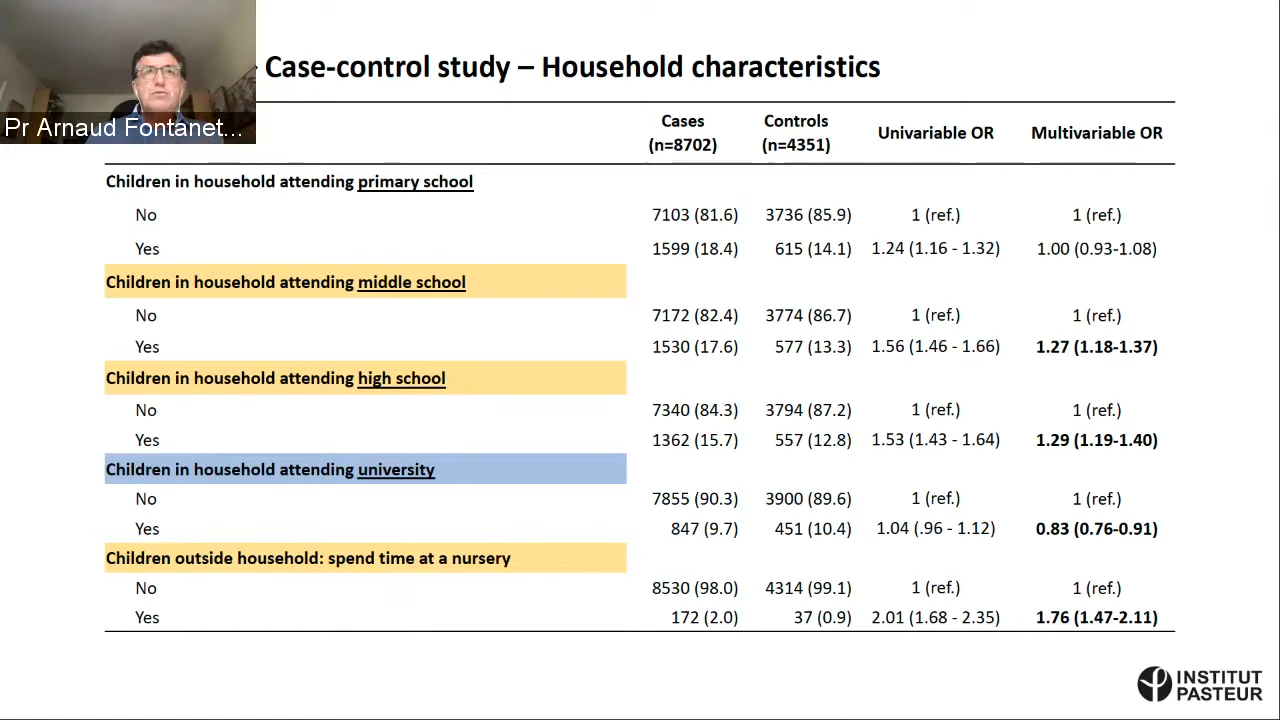 - Case-control study – Household characteristics
Pr Arnaud Fontanet...
Cases (n=8702) Controls (n=4351) Univariable OR Multivariable OR
Children in household attending primary school
No 7103 (81.6) 3736 (85.9) 1 (ref.) 1 (ref.)
Yes 1599 (18.4) 615 (14.1) 1.24 (1.16 - 1.32) 1.00 (0.93-1.08)
Children in household attending middle school
No 7172 (82.4) 3774 (86.7) 1 (ref.) 1 (ref.)
Yes 1530 (17.6) 577 (13.3) 1.56 (1.46 - 1.66) 1.27 (1.18-1.37)
Children in household attending high school
No 7340 (84.3) 3794 (87.2) 1 (ref.) 1 (ref.)
Yes 1362 (15.7) 557 (12.8) 1.53 (1.43 - 1.64) 1.29 (1.19-1.40)
Children in household attending university
No 7855 (90.3) 3900 (89.6) 1 (ref.) 1 (ref.)
Yes 847 (9.7) 451 (10.4) 1.04 (.96 - 1.12) 0.83 (0.76-0.91)
Children outside household: spend time at a nursery
No 8530 (98.0) 4314 (99.1) 1 (ref.) 1 (ref.)
Yes 172 (2.0) 37 (0.9) 2.01 (1.68 - 2.35) 1.76 (1.47-2.11)
INSTITUT
PASTEUR